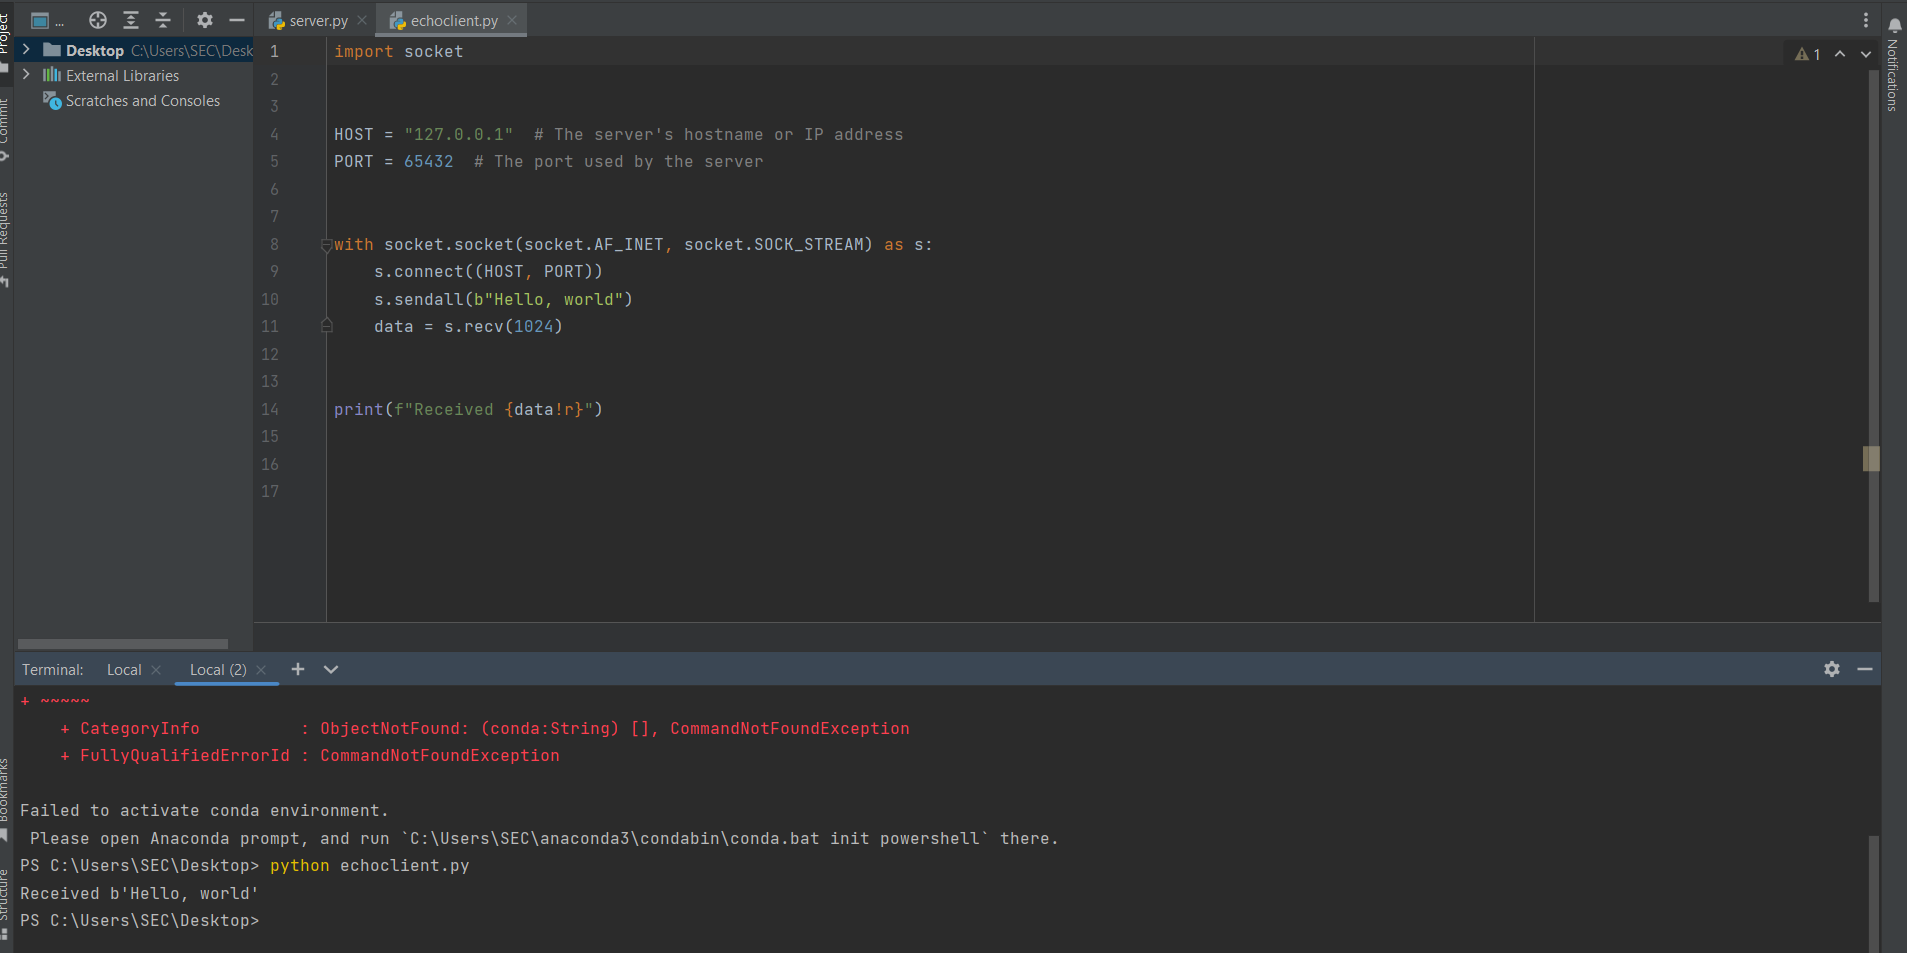 ...
server.py
echoclient.py
Project
Desktop C:\Users\SEC\Desk
External Libraries
Scratches and Consoles
Commit
Pull Requests
Bookmarks
Structure
Notifications
1
1 import socket
2
3
4 HOST = "127.0.0.1"  # The server's hostname or IP address
5 PORT = 65432  # The port used by the server
6
7
8 with socket.socket(socket.AF_INET, socket.SOCK_STREAM) as s:
9     s.connect((HOST, PORT))
10     s.sendall(b"Hello, world")
11     data = s.recv(1024)
12
13
14 print(f"Received {data!r}")
15
16
17
Terminal: Local Local (2)
+ ~~~~~
    + CategoryInfo          : ObjectNotFound: (conda:String) [], CommandNotFoundException
    + FullyQualifiedErrorId : CommandNotFoundException
Failed to activate conda environment.
 Please open Anaconda prompt, and run `C:\Users\SEC\anaconda3\condabin\conda.bat init powershell` there.
PS C:\Users\SEC\Desktop> python echoclient.py
Received b'Hello, world'
PS C:\Users\SEC\Desktop>